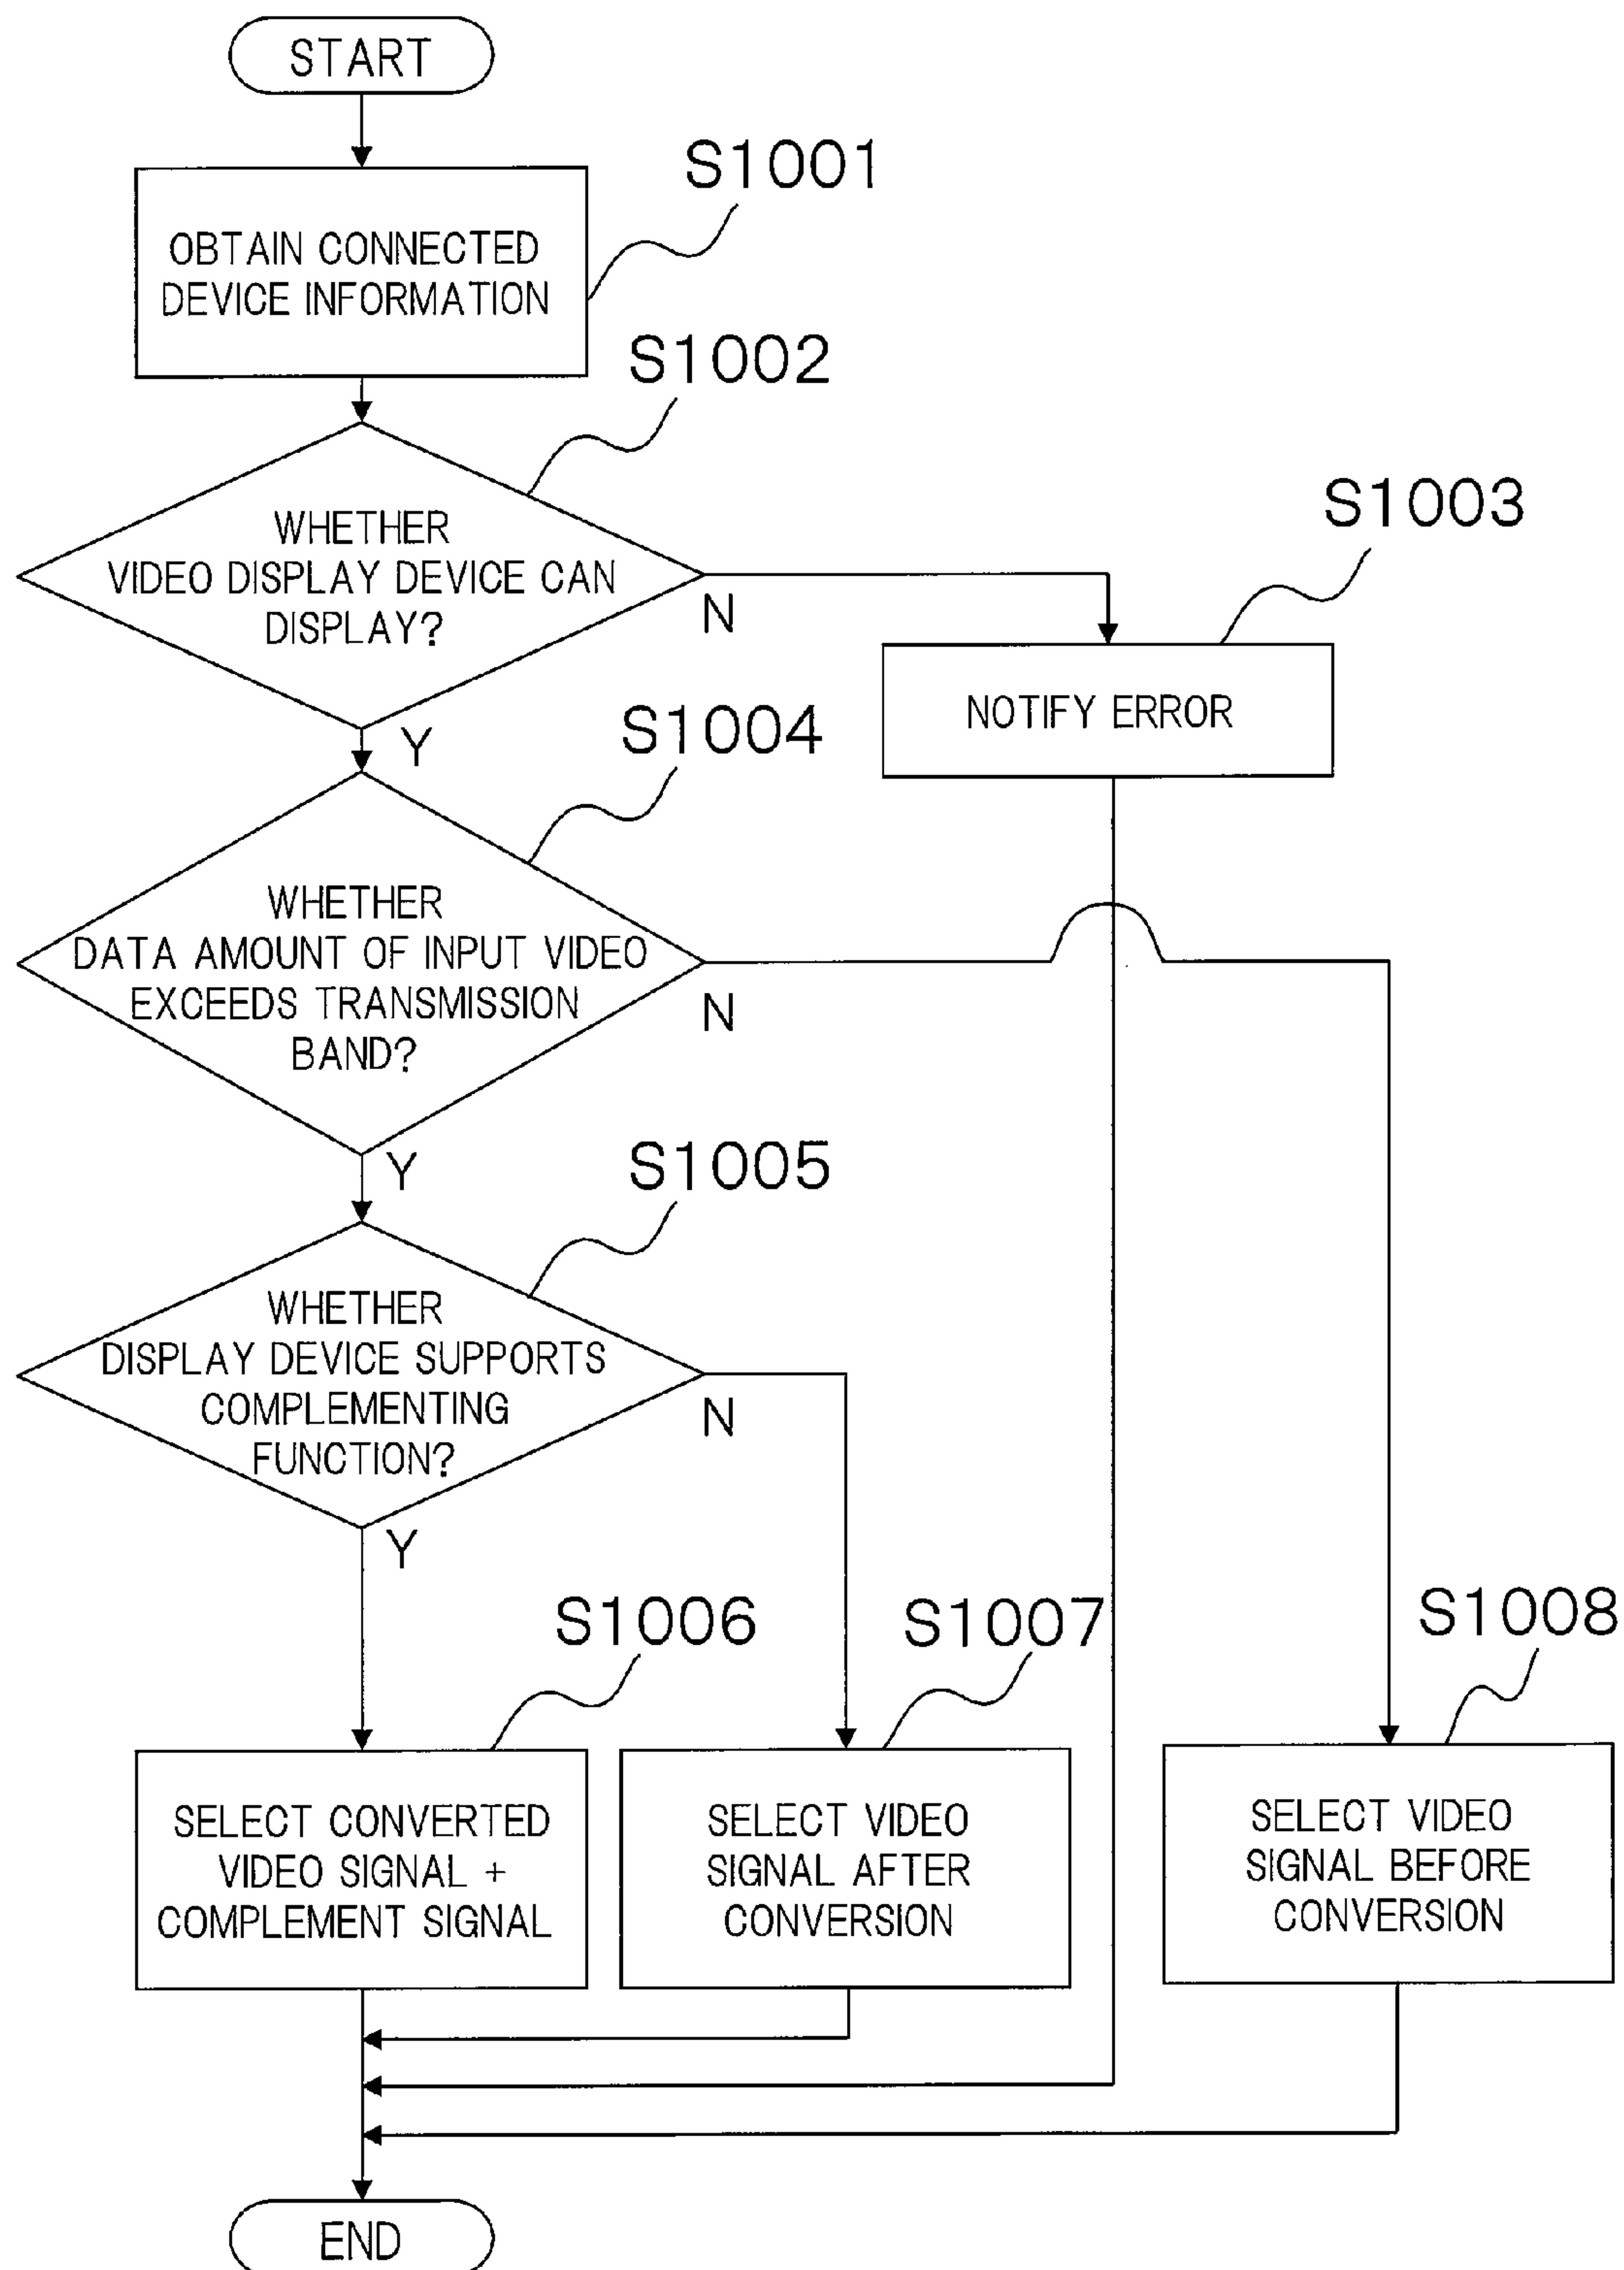 START
S1001
OBTAIN CONNECTED
DEVICE INFORMATION
S1002
WHETHER
VIDEO DISPLAY DEVICE CAN
DISPLAY?
N
Y
S1003
NOTIFY ERROR
S1004
WHETHER
DATA AMOUNT OF INPUT VIDEO
EXCEEDS TRANSMISSION
BAND?
N
Y
S1005
WHETHER
DISPLAY DEVICE SUPPORTS
COMPLEMENTING
FUNCTION?
N
Y
S1006
SELECT CONVERTED
VIDEO SIGNAL +
COMPLEMENT SIGNAL
S1007
SELECT VIDEO
SIGNAL AFTER
CONVERSION
S1008
SELECT VIDEO
SIGNAL BEFORE
CONVERSION
END